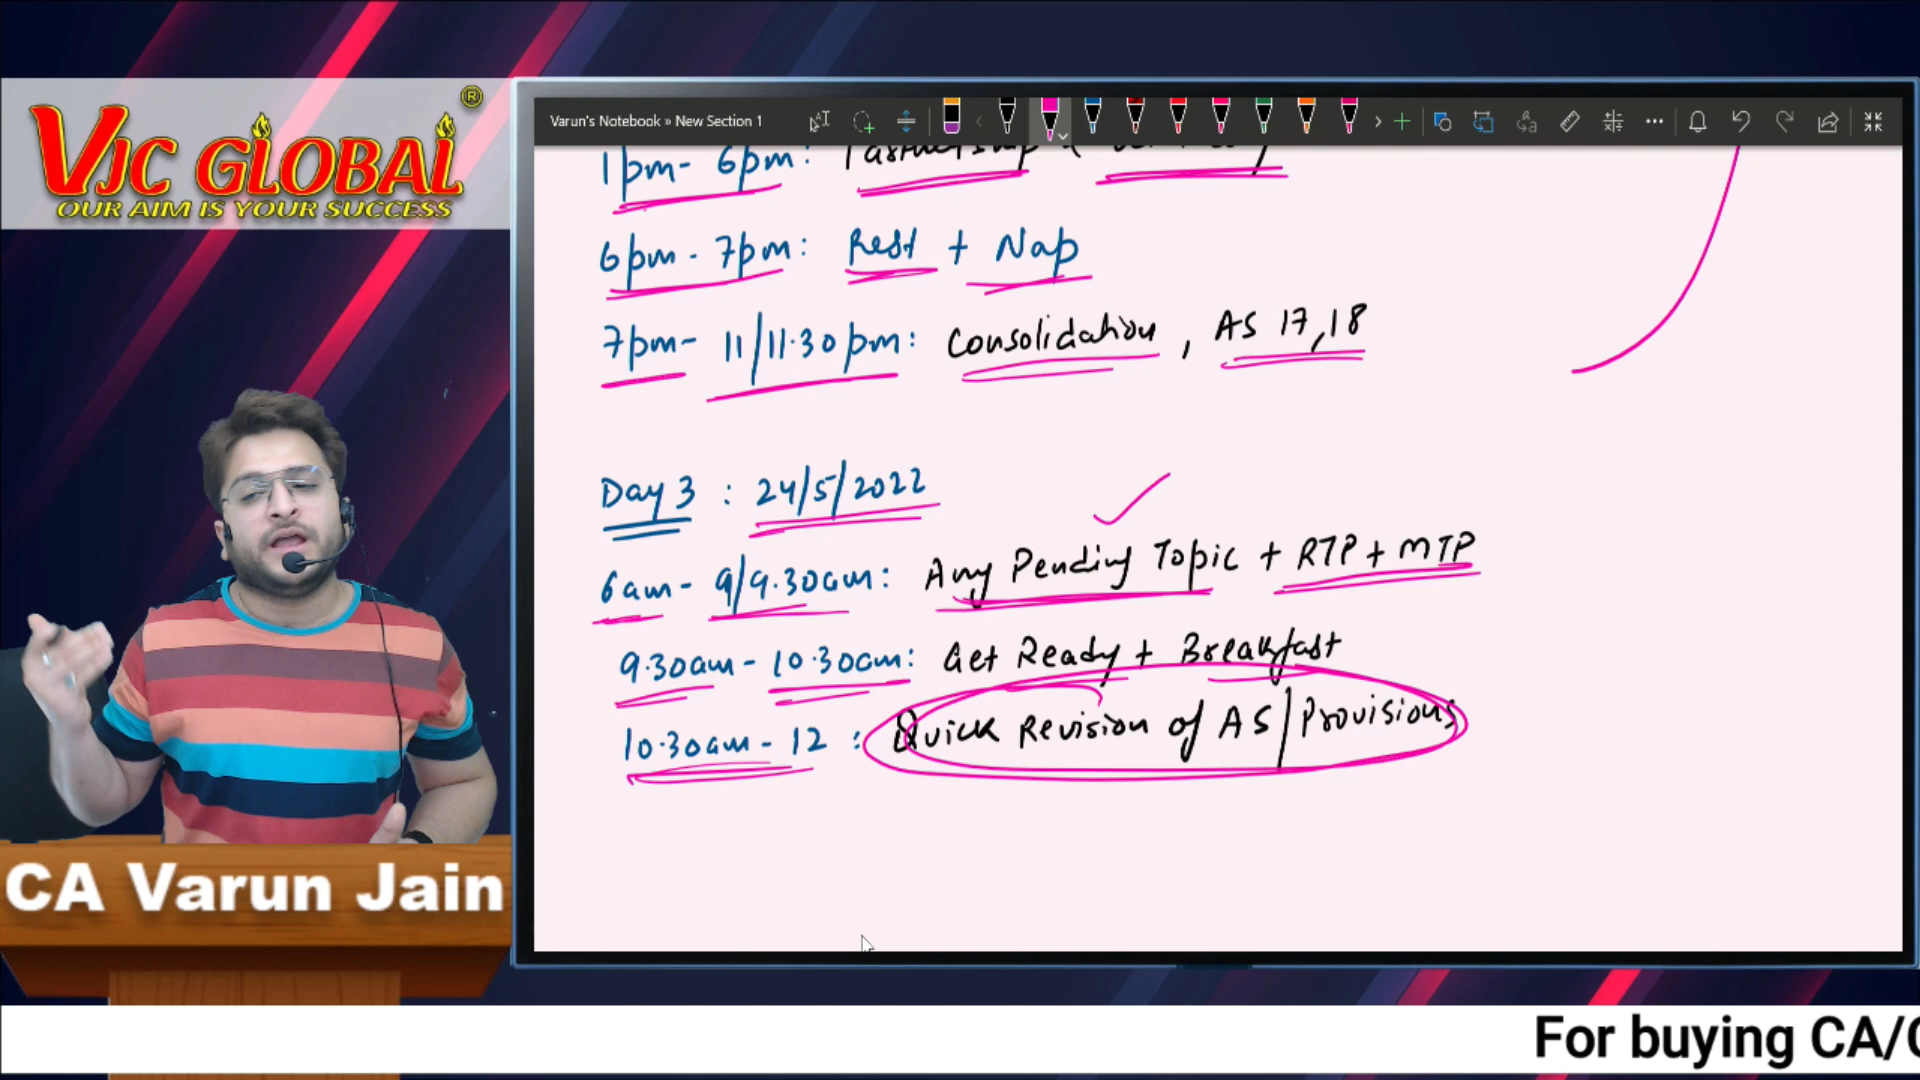 VJC GLOBAL®
OUR AIM IS YOUR SUCCESS
Varun's Notebook » New Section 1
1pm- 6pm: Partnership (
6pm - 7pm: Rest + Nap
7pm- 11/11.30pm: Consolidation, AS 17,18
Day 3 : 24/5/2022
6am- 9/9.30am: Any Pending Topic + RTP + MTP
9.30am- 10.30am: Get Ready + Breakfast
10.30am- 12 : Quick Revision of AS/Provisions
CA Varun Jain
For buying CA/